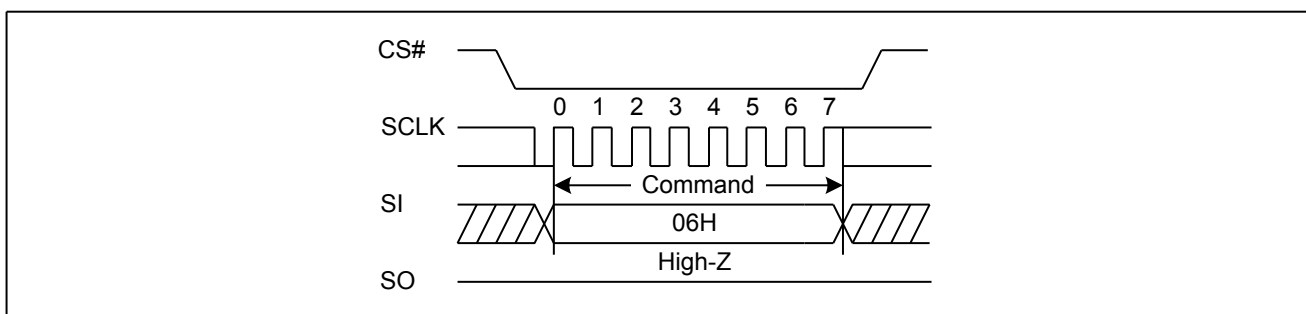 CS#
0 1 2 3 4 5 6 7
SCLK
Command
SI
06H
High-Z
SO